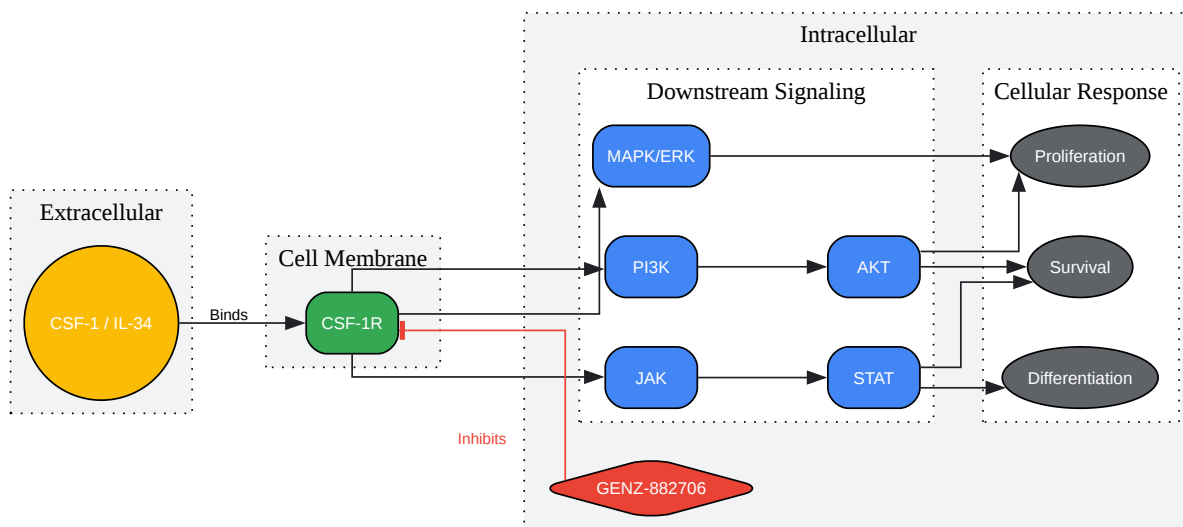 Intracellular
Downstream Signaling
Cellular Response
MAPK/ERK
Proliferation
Extracellular
Cell Membrane
PI3K
AKT
Survival
CSF-1 / IL-34
Binds
CSF-1R
JAK
STAT
Differentiation
Inhibits
GENZ-882706